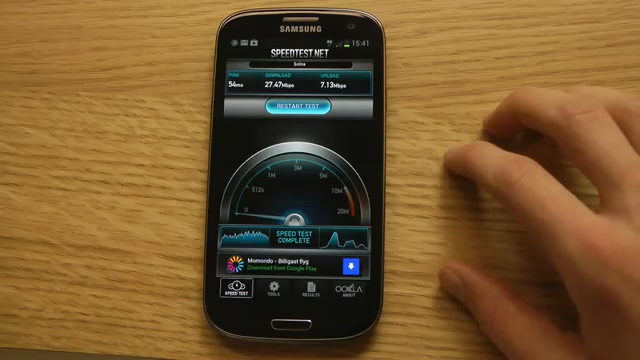 SAMSUNG
4G 15:41
SPEEDTEST.NET
Solna
PING DOWNLOAD UPLOAD
54ms 27.47Mbps 7.13Mbps
RESTART TEST
3M
1M 5M
512k 10M
0 20M
SPEED TEST
COMPLETE
Momondo - Billigast flyg
Download from Google Play
SPEED TEST TOOLS RESULTS OOKLA
ABOUT